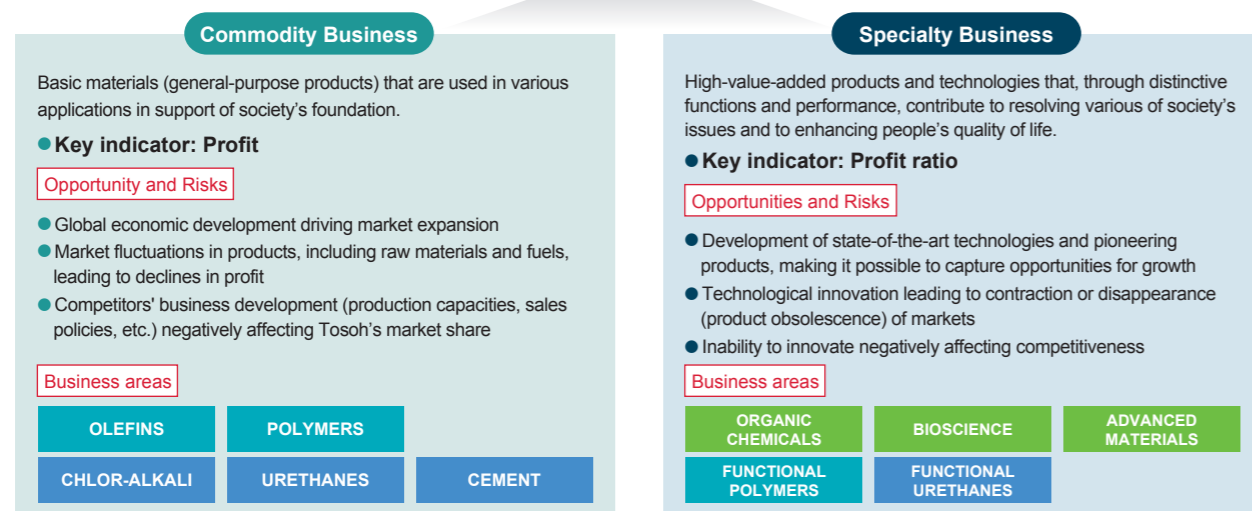 Commodity Business
Basic materials (general-purpose products) that are used in various
applications in support of society’s foundation.
● Key indicator: Profit
Opportunity and Risks
● Global economic development driving market expansion
● Market fluctuations in products, including raw materials and fuels,
leading to declines in profit
● Competitors' business development (production capacities, sales
policies, etc.) negatively affecting Tosoh’s market share
Business areas
OLEFINS
POLYMERS
CHLOR-ALKALI
URETHANES
CEMENT
Specialty Business
High-value-added products and technologies that, through distinctive
functions and performance, contribute to resolving various of society’s
issues and to enhancing people’s quality of life.
● Key indicator: Profit ratio
Opportunities and Risks
● Development of state-of-the-art technologies and pioneering
products, making it possible to capture opportunities for growth
● Technological innovation leading to contraction or disappearance
(product obsolescence) of markets
● Inability to innovate negatively affecting competitiveness
Business areas
ORGANIC
CHEMICALS
BIOSCIENCE
ADVANCED
MATERIALS
FUNCTIONAL
POLYMERS
FUNCTIONAL
URETHANES